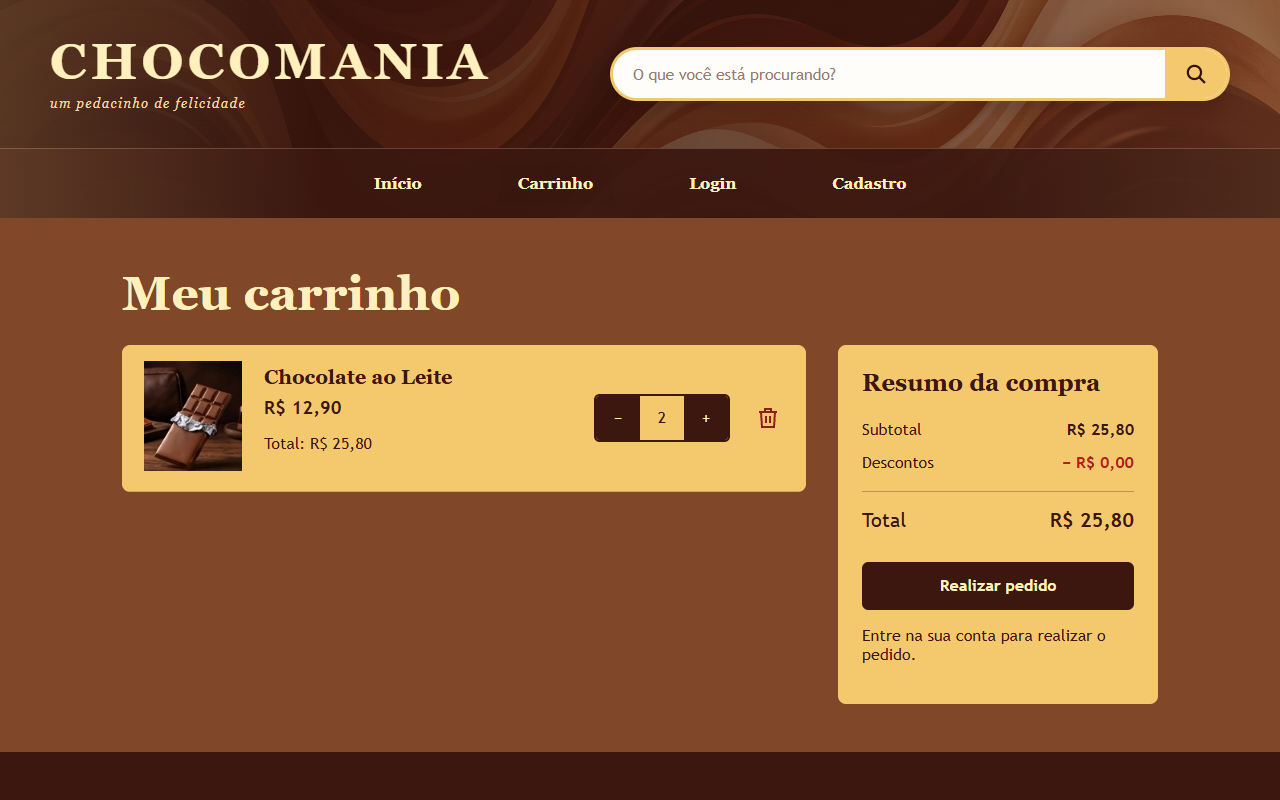 CHOCOMANIA
um pedacinho de felicidade
O que você está procurando?
Início Carrinho Login Cadastro
Meu carrinho
Chocolate ao Leite
R$ 12,90
Total: R$ 25,80
− 2 +
Resumo da compra
Subtotal R$ 25,80
Descontos − R$ 0,00
Total R$ 25,80
Realizar pedido
Entre na sua conta para realizar o
pedido.